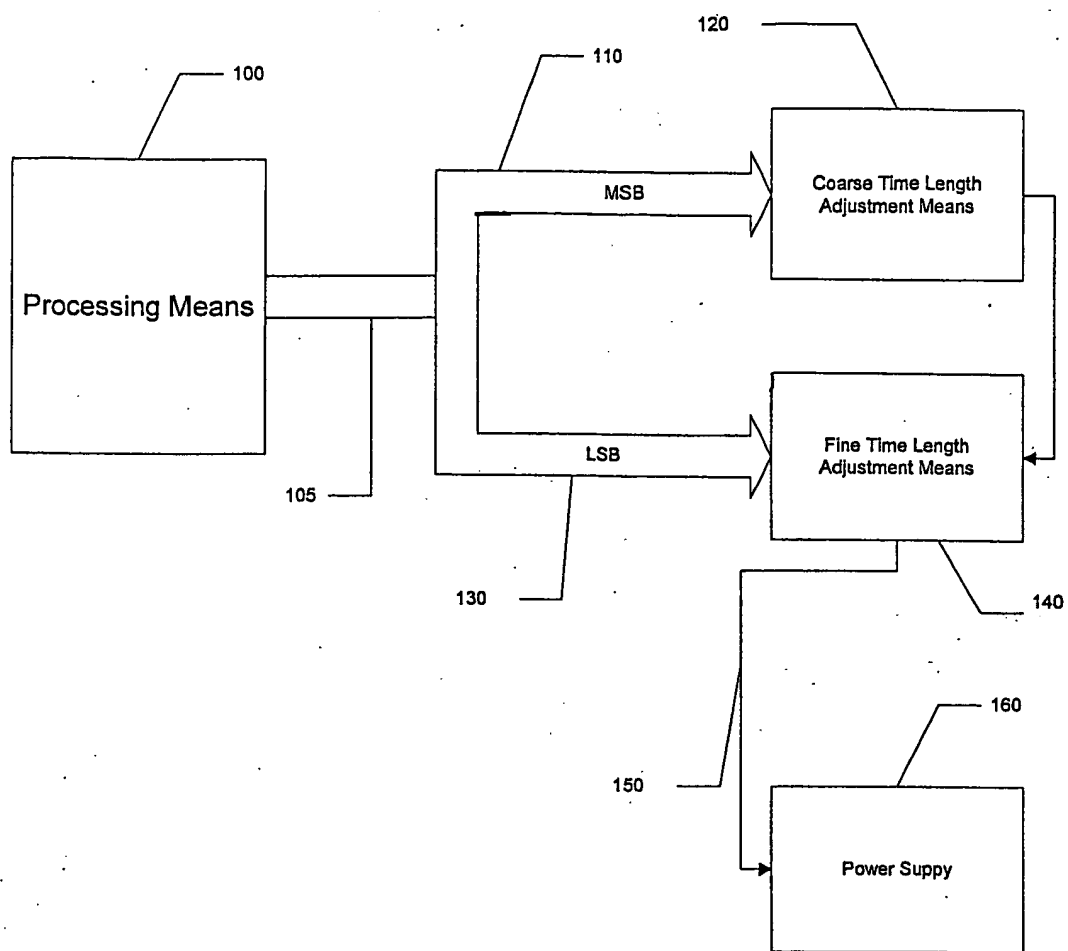 120
110
100
MSB
Coarse Time Length
Adjustment Means
Processing Means
Fine Time Length
Adjustment Means
LSB
105
130
140
160
150
Power Suppy